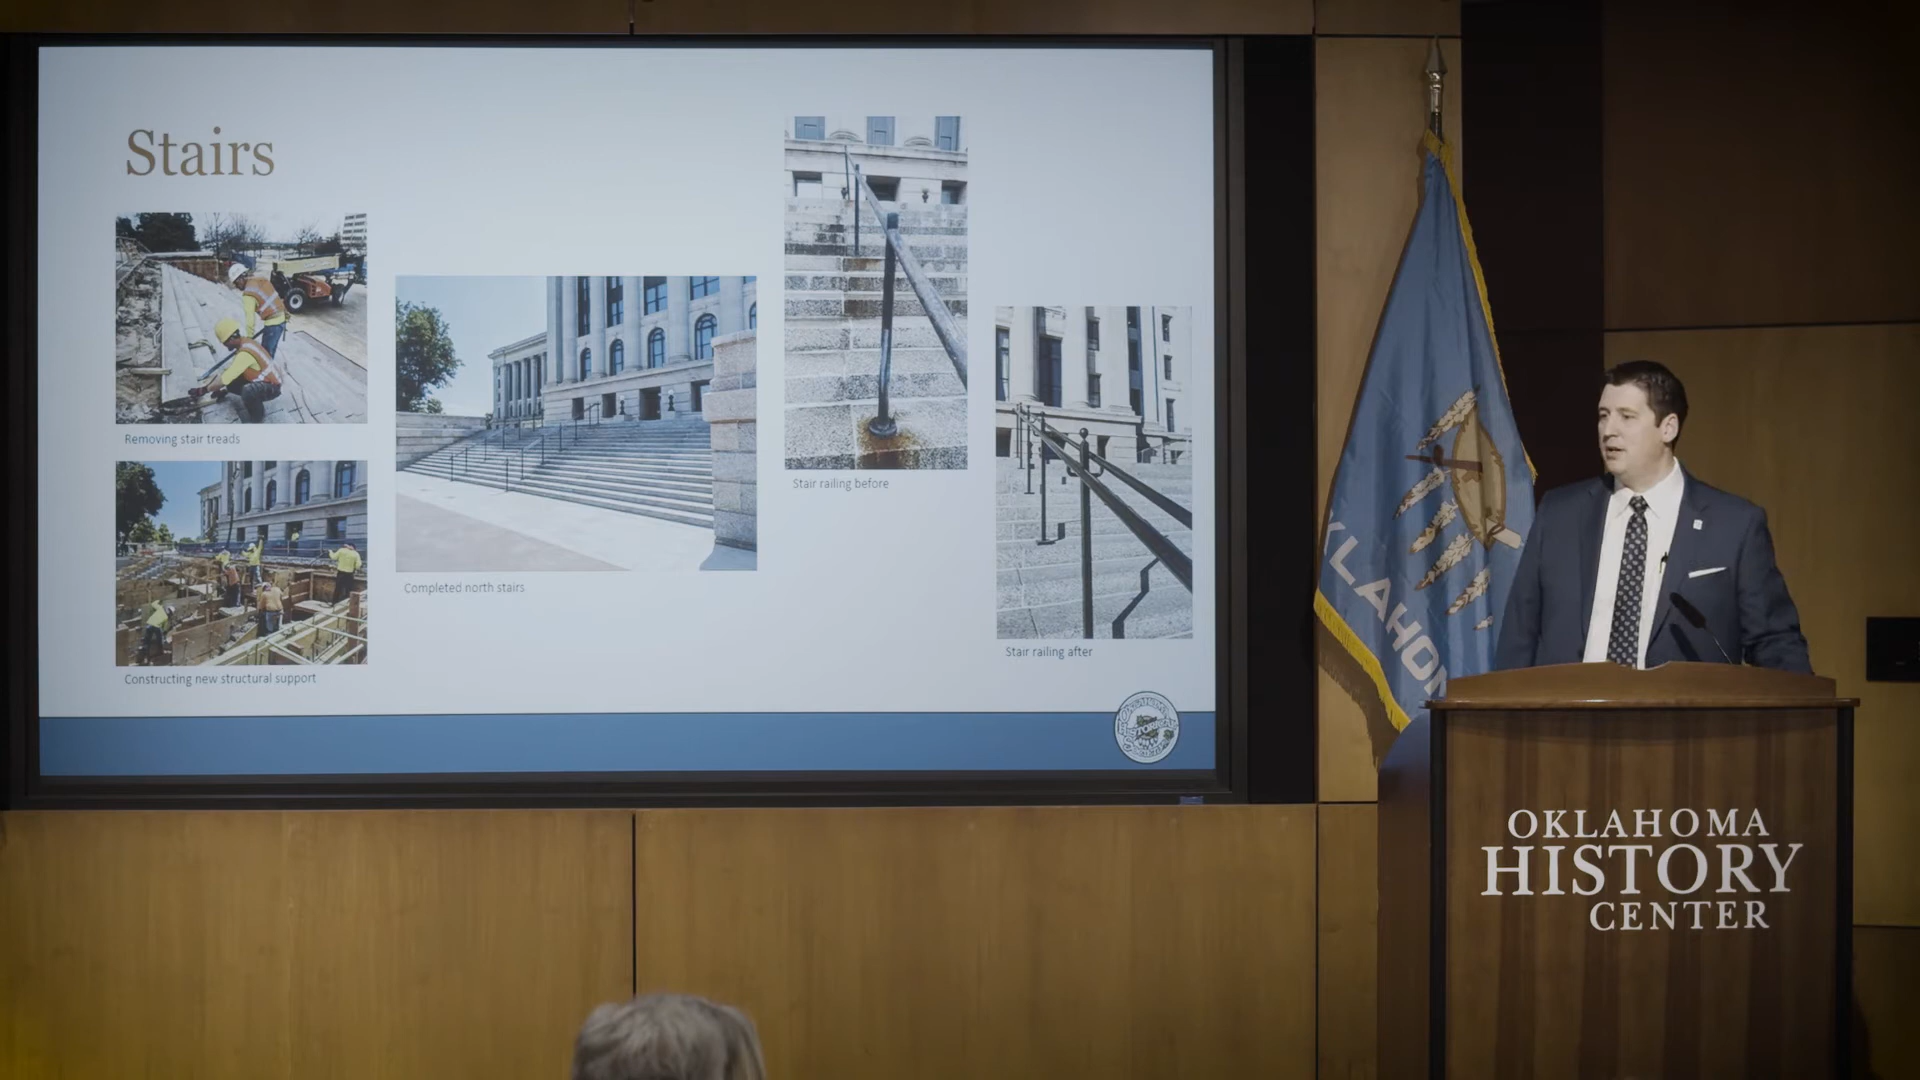 Stairs
Removing stair treads
Constructing new structural support
Completed north stairs
Stair railing before
Stair railing after
KLAHO
OKLAHOMA
HISTORY
CENTER